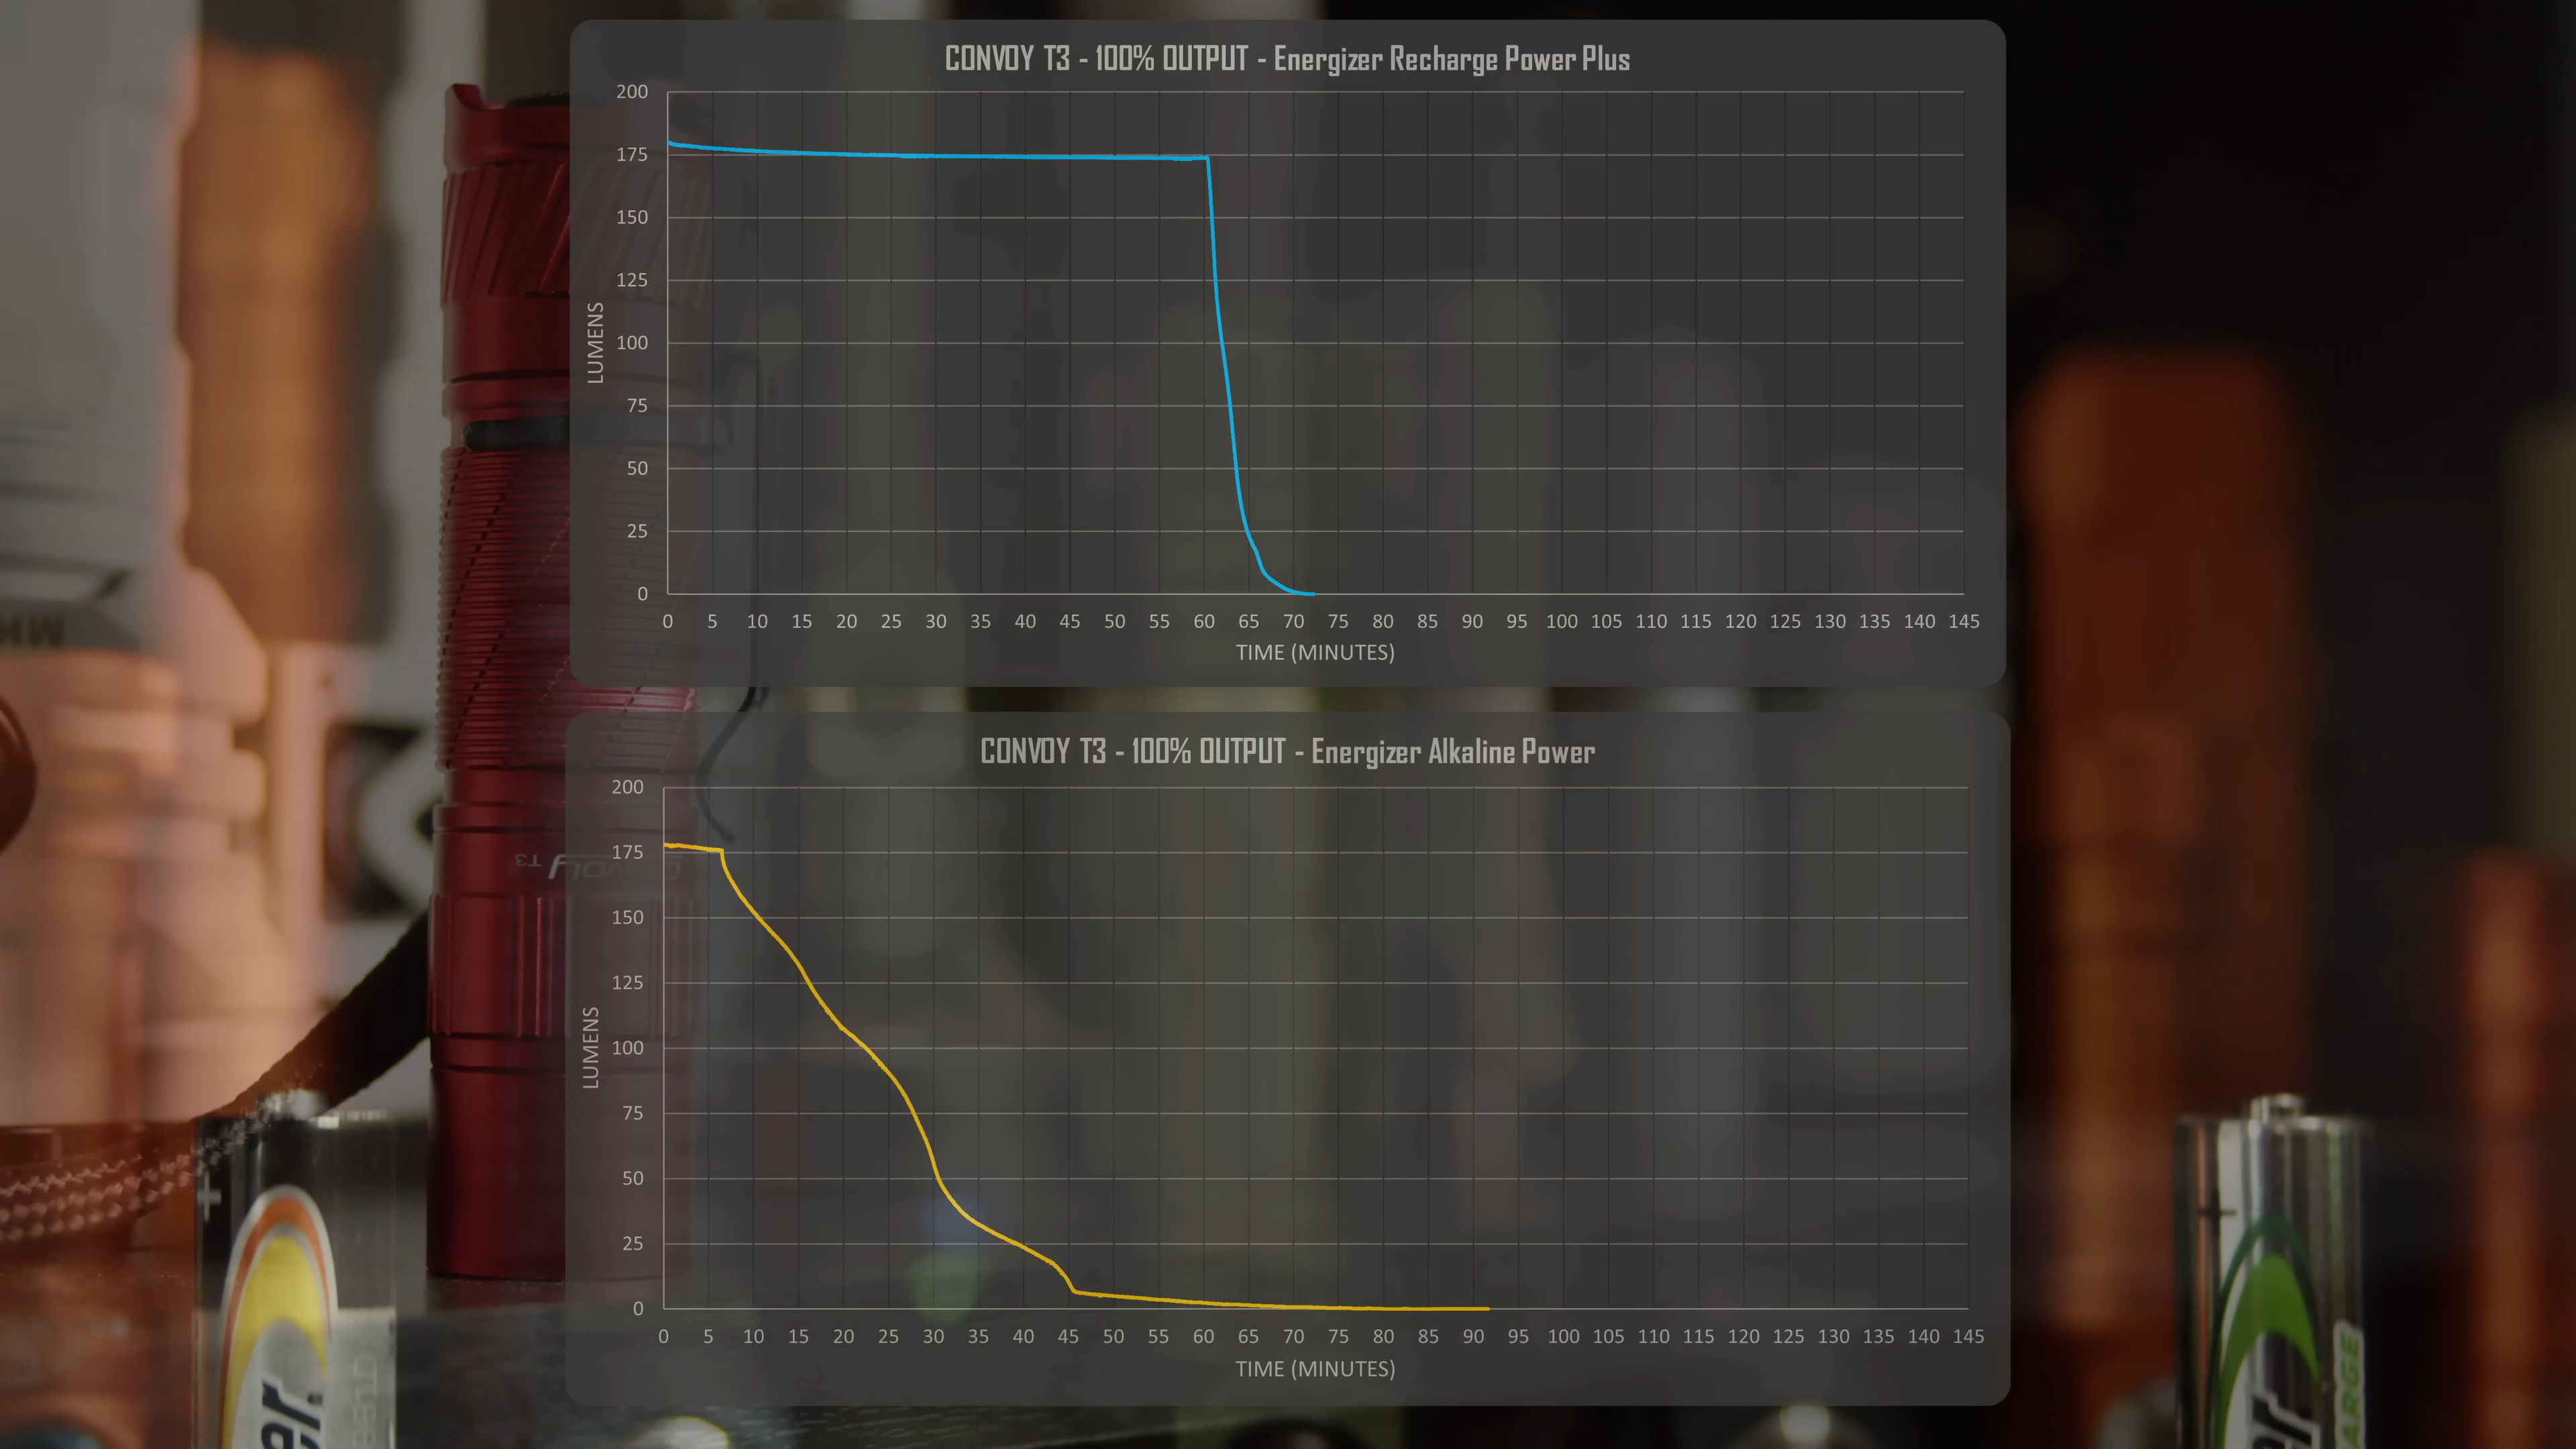 CONVOY T3 - 100% OUTPUT - Energizer Recharge Power Plus
200
175
150
125
100
75
50
25
0
LUMENS
0 5 10 15 20 25 30 35 40 45 50 55 60 65 70 75 80 85 90 95 100 105 110 115 120 125 130 135 140 145
TIME (MINUTES)
CONVOY T3 - 100% OUTPUT - Energizer Alkaline Power
200
175
150
125
100
75
50
25
0
LUMENS
0 5 10 15 20 25 30 35 40 45 50 55 60 65 70 75 80 85 90 95 100 105 110 115 120 125 130 135 140 145
TIME (MINUTES)
CONVOY T3
+
er
ARGE